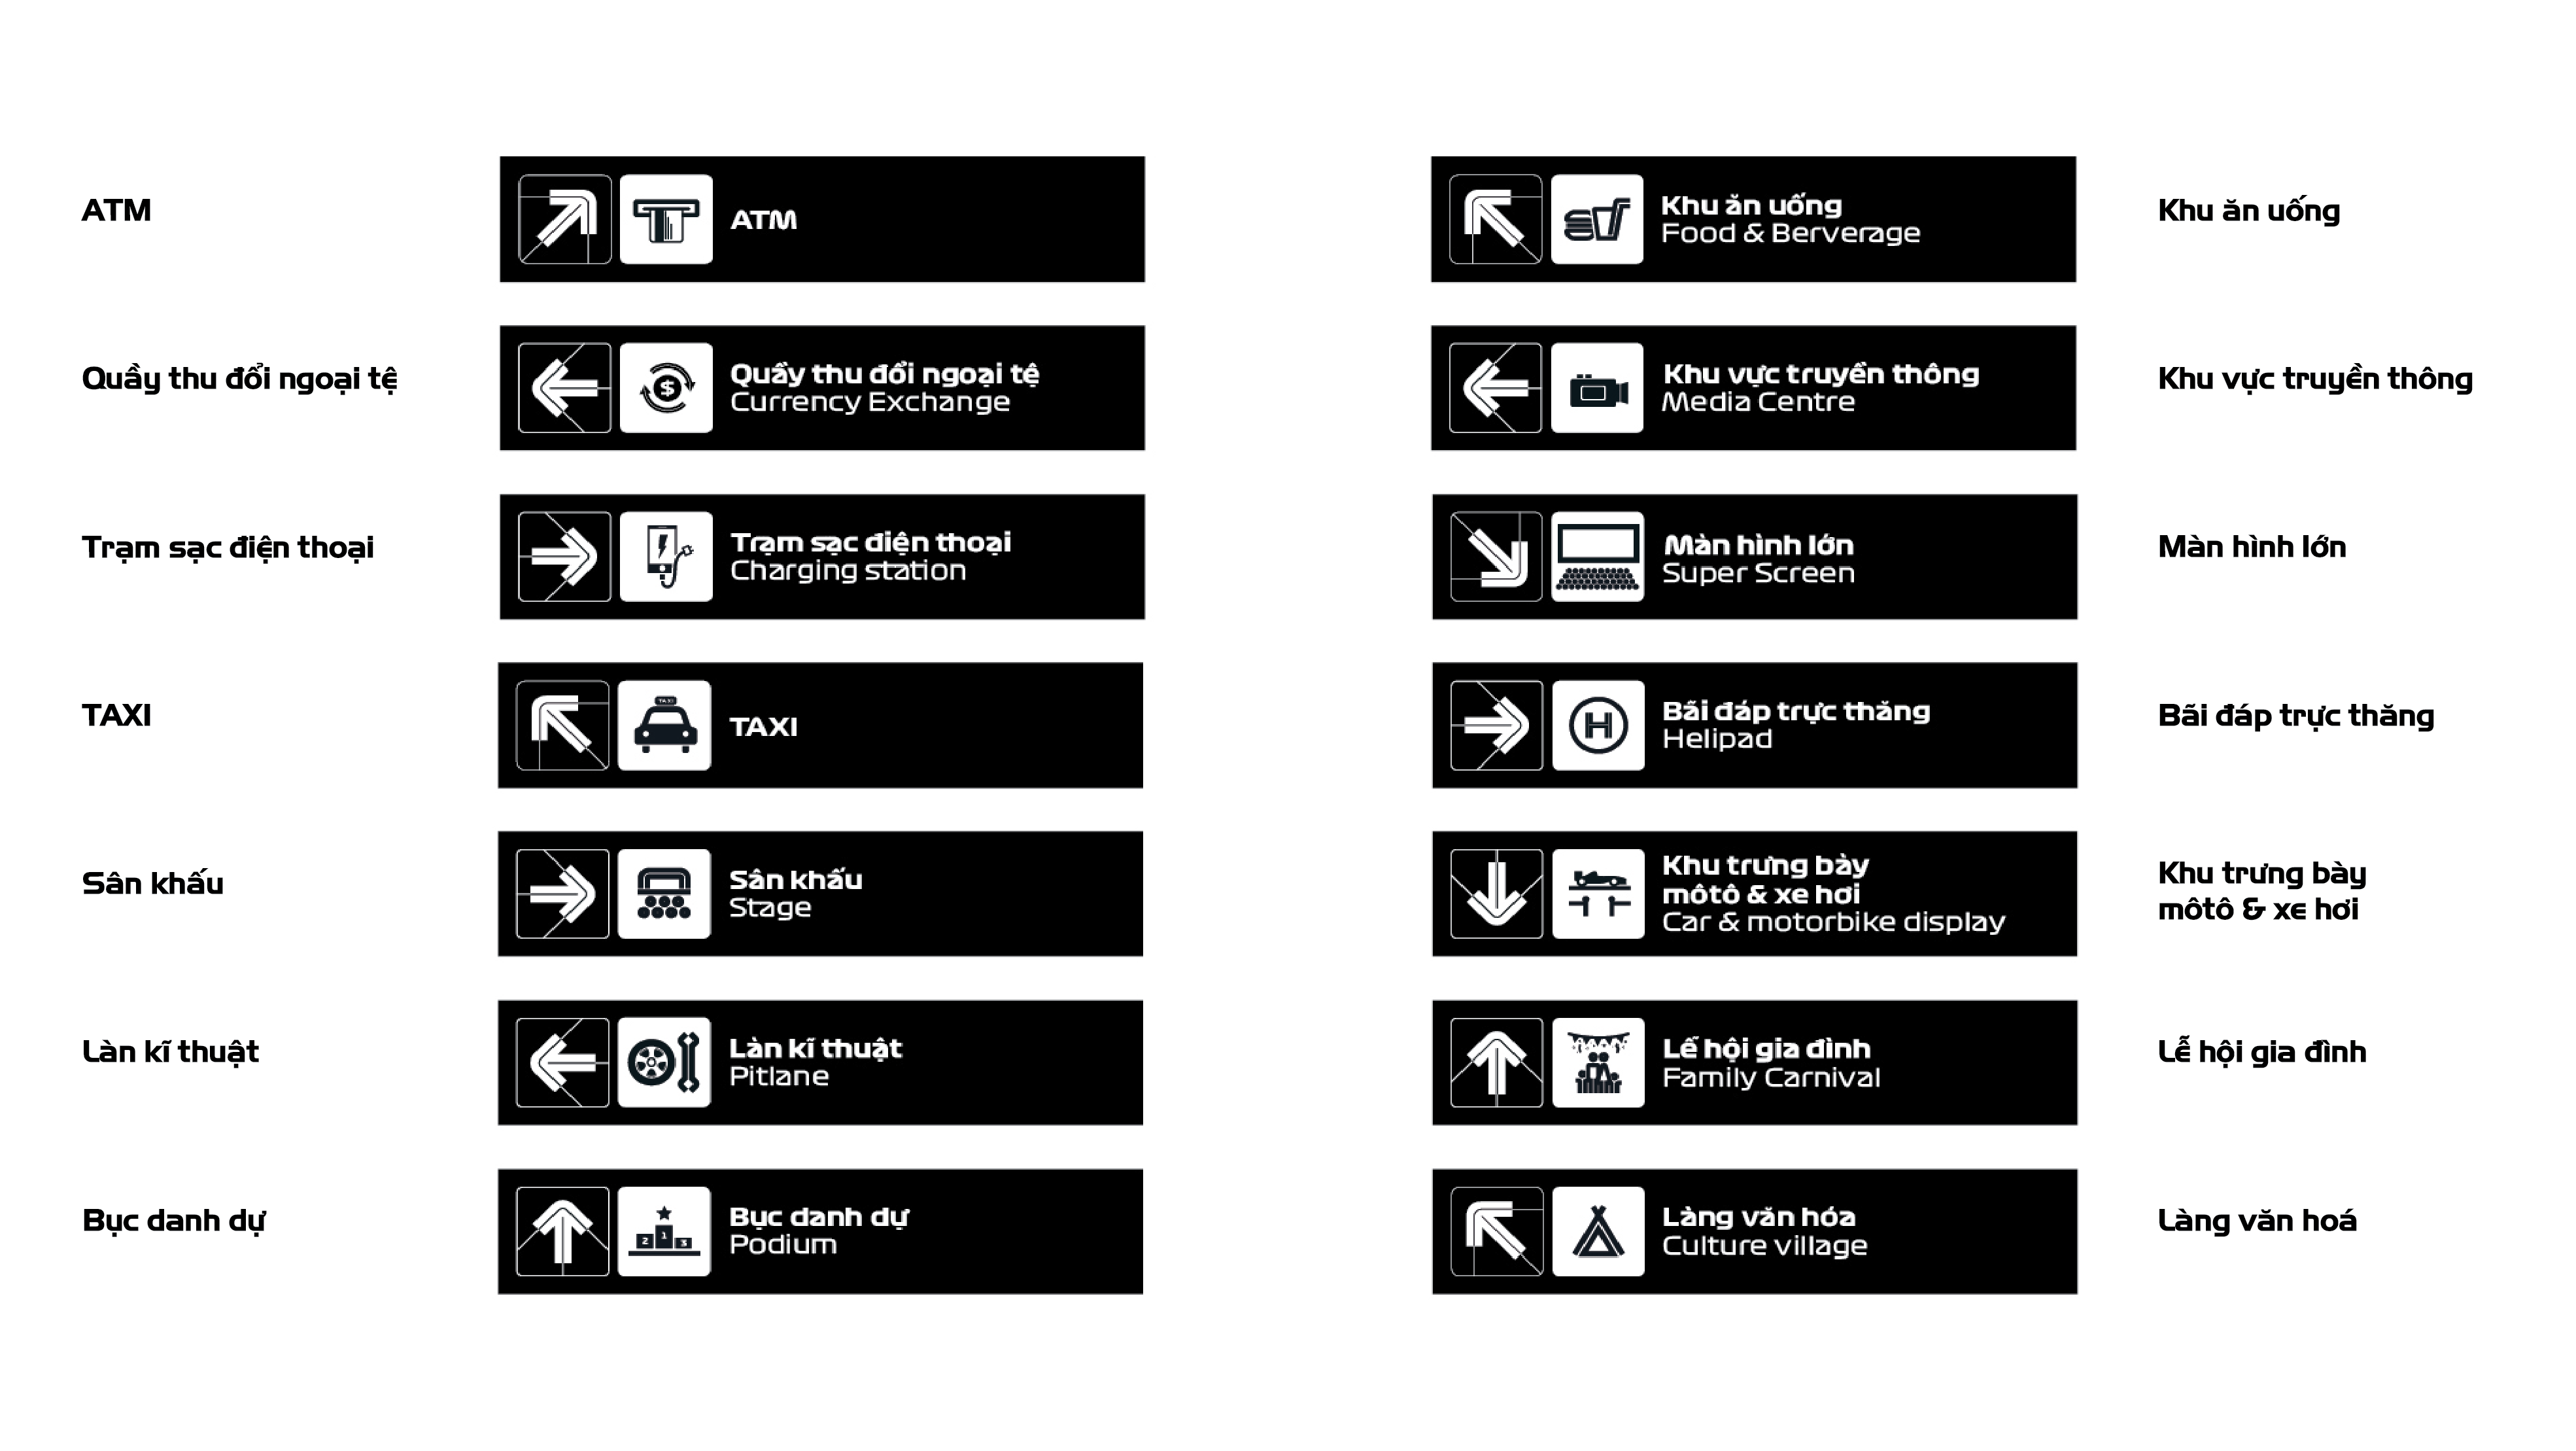 ATM
ATM
Quầy thu đổi ngoại tệ
Quầy thu đổi ngoại tệ
Currency Exchange
$
Trạm sạc điện thoại
Trạm sạc điện thoại
Charging station
TAXI
TAXI
TAXI
Sân khấu
Sân khấu
Stage
Làn kĩ thuật
Làn kĩ thuật
Pitlane
Bục danh dự
2 1 3
Bục danh dự
Podium
Khu ăn uống
Food & Berverage
Khu ăn uống
Khu vực truyền thông
Media Centre
Khu vực truyền thông
Màn hình lớn
Super Screen
Màn hình lớn
H
Bãi đáp trực thăng
Helipad
Bãi đáp trực thăng
Khu trưng bày
môtô & xe hơi
Car & motorbike display
Khu trưng bày
môtô & xe hơi
Lễ hội gia đình
Family Carnival
Lễ hội gia đình
Làng văn hóa
Culture village
Làng văn hoá